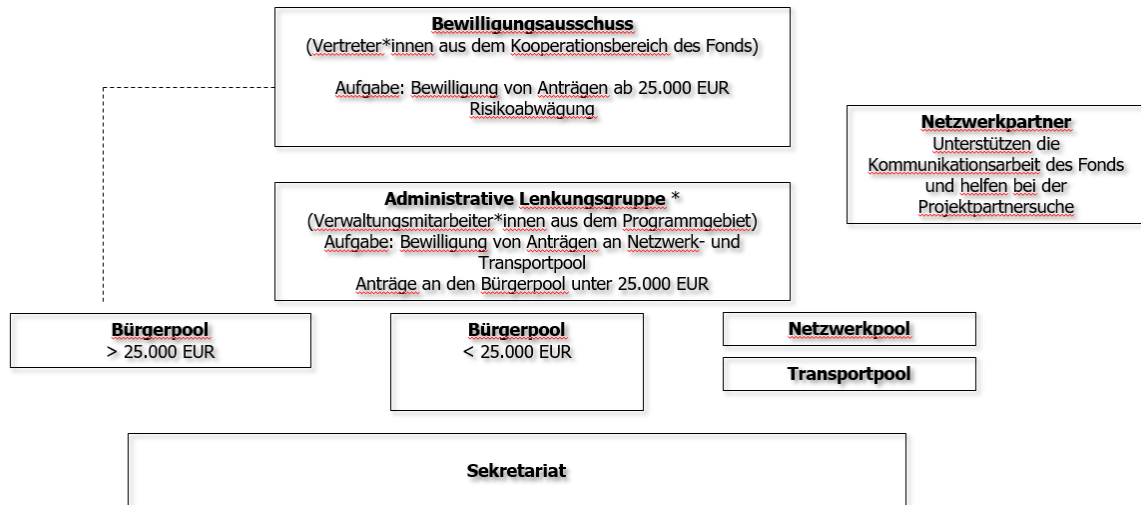 Bewilligungsausschuss
(Vertreter*innen aus dem Kooperationsbereich des Fonds)
Aufgabe: Bewilligung von Anträgen ab 25.000 EUR
Risikoabwägung
Netzwerkpartner
Unterstützen die
Kommunikationsarbeit des Fonds
und helfen bei der
Projektpartnersuche
Administrative Lenkungsgruppe *
(Verwaltungsmitarbeiter*innen aus dem Programmgebiet)
Aufgabe: Bewilligung von Anträgen an Netzwerk- und
Transportpool
Anträge an den Bürgerpool unter 25.000 EUR
Bürgerpool
> 25.000 EUR
Bürgerpool
< 25.000 EUR
Netzwerkpool
Transportpool
Sekretariat